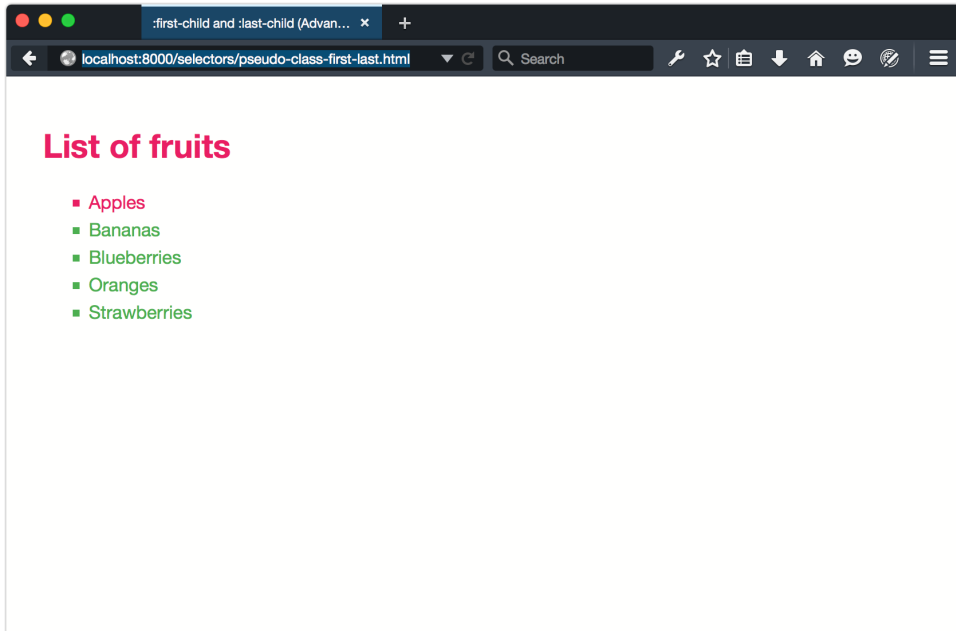 :first-child and :last-child (Advan...
localhost:8000/selectors/pseudo-class-first-last.html
Search
List of fruits
Apples
Bananas
Blueberries
Oranges
Strawberries